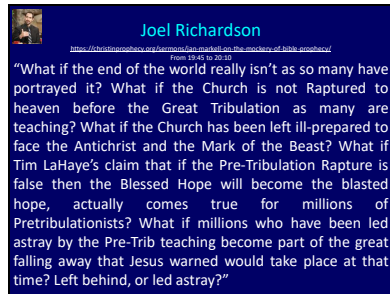 Joel Richardson
https://christinprophecy.org/sermons/jan-markell-on-the-mockery-of-bible-prophecy/
From 19:45 to 20:10
“What if the end of the world really isn’t as so many have
portrayed it? What if the Church is not Raptured to
heaven before the Great Tribulation as many are
teaching? What if the Church has been left ill-prepared to
face the Antichrist and the Mark of the Beast? What if
Tim LaHaye’s claim that if the Pre-Tribulation Rapture is
false then the Blessed Hope will become the blasted
hope, actually comes true for millions of
Pretribulationists? What if millions who have been led
astray by the Pre-Trib teaching become part of the great
falling away that Jesus warned would take place at that
time? Left behind, or led astray?”